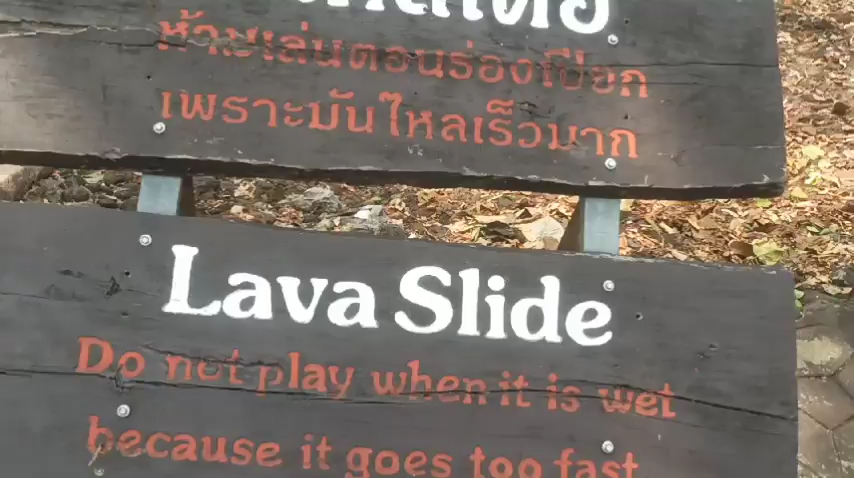 ห้ามเล่นตอนร่องเปียก
เพราะมันไหลเร็วมาก
Lava Slide
Do not play when it is wet
because it goes too fast